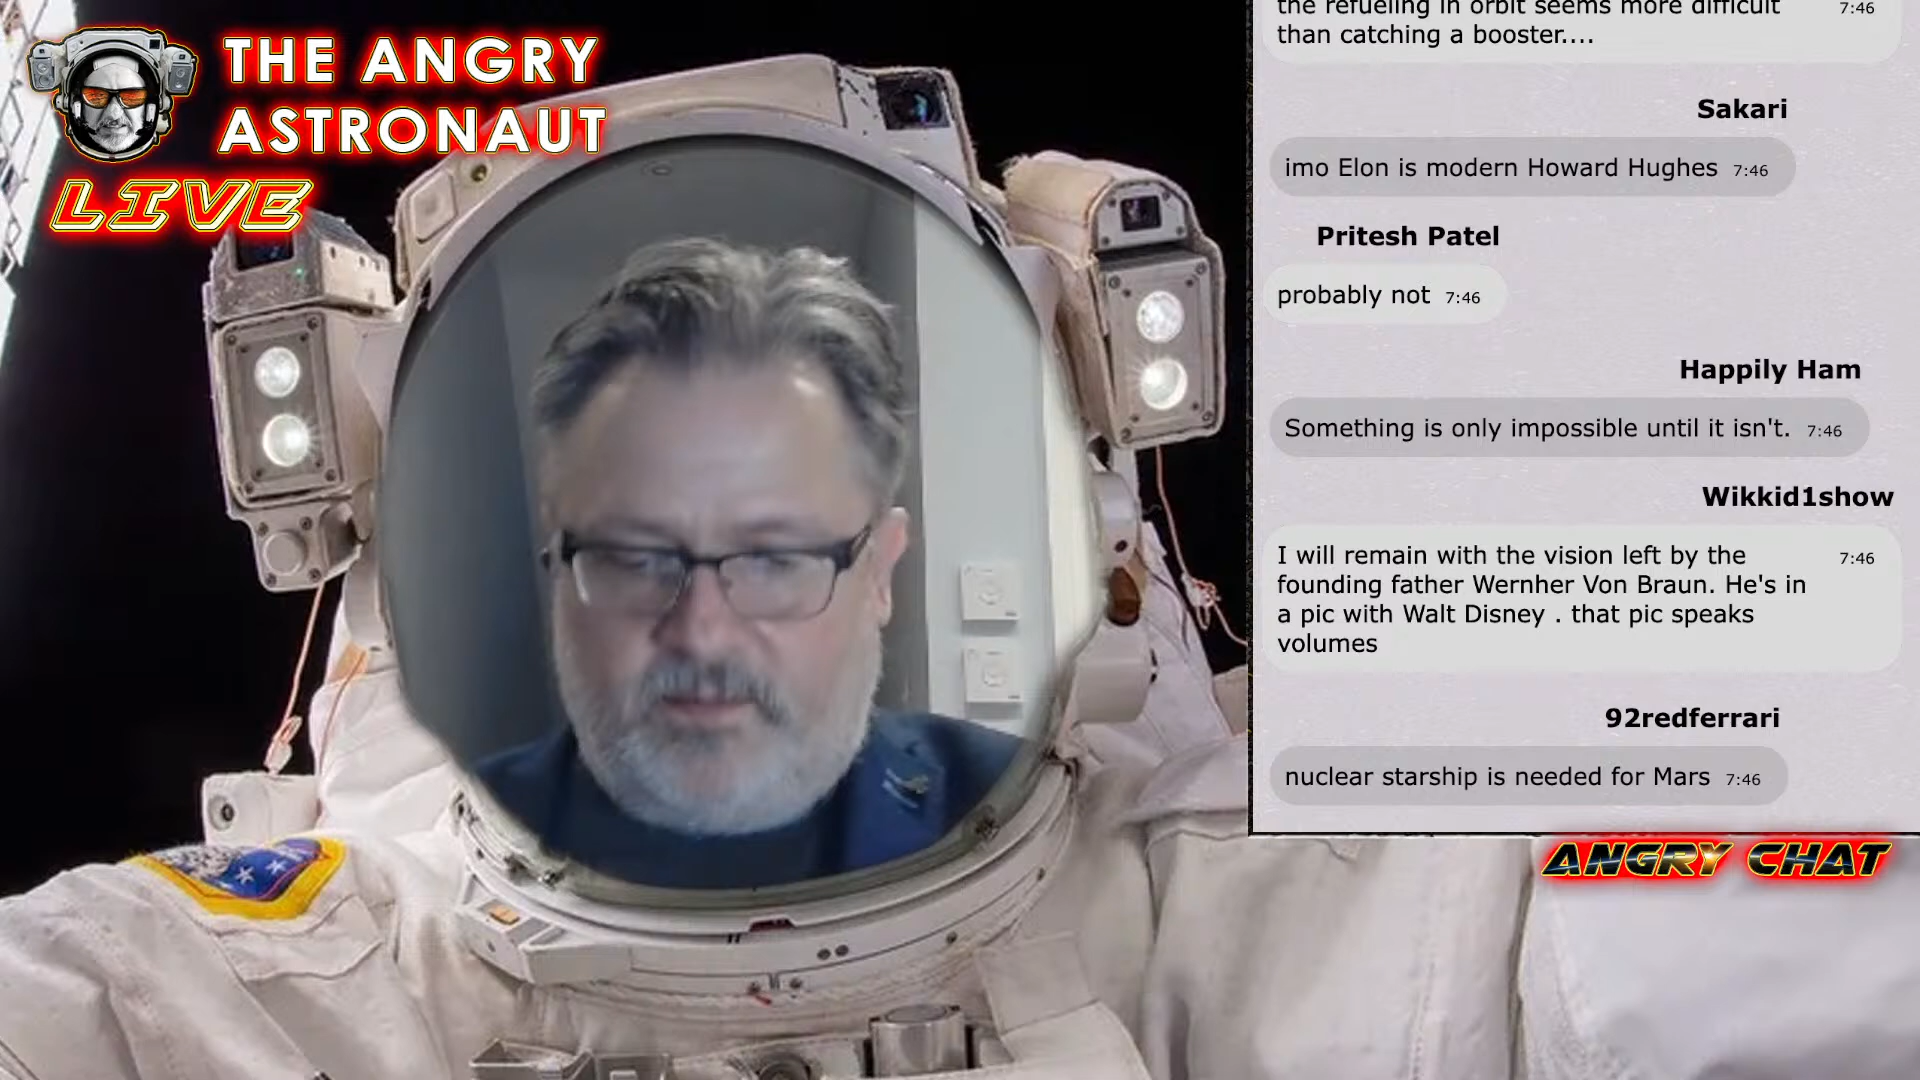 THE ANGRY
ASTRONAUT
LIVE
the refueling in orbit seems more difficult 7:46
than catching a booster....
Sakari
imo Elon is modern Howard Hughes 7:46
Pritesh Patel
probably not 7:46
Happily Ham
Something is only impossible until it isn't. 7:46
Wikkid1show
I will remain with the vision left by the 7:46
founding father Wernher Von Braun. He's in
a pic with Walt Disney . that pic speaks
volumes
92redferrari
nuclear starship is needed for Mars 7:46
ANGRY CHAT